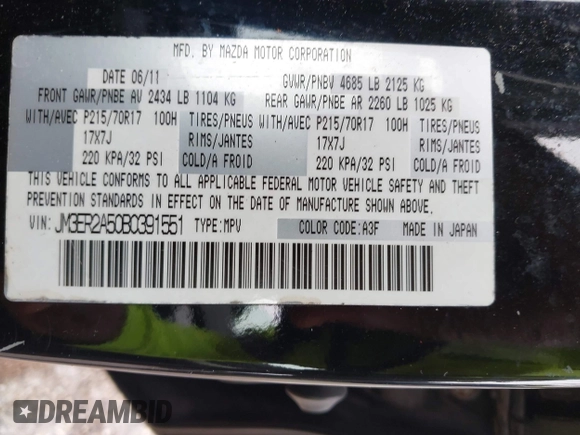 MFD. BY MAZDA MOTOR CORPORATION
DATE 06/11 GVWR/PNBV 4685 LB 2125 KG
FRONT GAWR/PNBE AV 2434 LB 1104 KG REAR GAWR/PNBE AR 2260 LB 1025 KG
WITH/AVEC P215/70R17 100H TIRES/PNEUS WITH/AVEC P215/70R17 100H TIRES/PNEUS
17X7J RIMS/JANTES 17X7J RIMS/JANTES
220 KPA/32 PSI COLD/A FROID 220 KPA/32 PSI COLD/A FROID
THIS VEHICLE CONFORMS TO ALL APPLICABLE FEDERAL MOTOR VEHICLE SAFETY AND THEFT
PREVENTION STANDARDS IN EFFECT ON THE DATE OF MANUFACTURE SHOWN ABOVE.
VIN: JM3ER2A50B0391551 TYPE: MPV COLOR CODE: A3F MADE IN JAPAN
DREAMBID